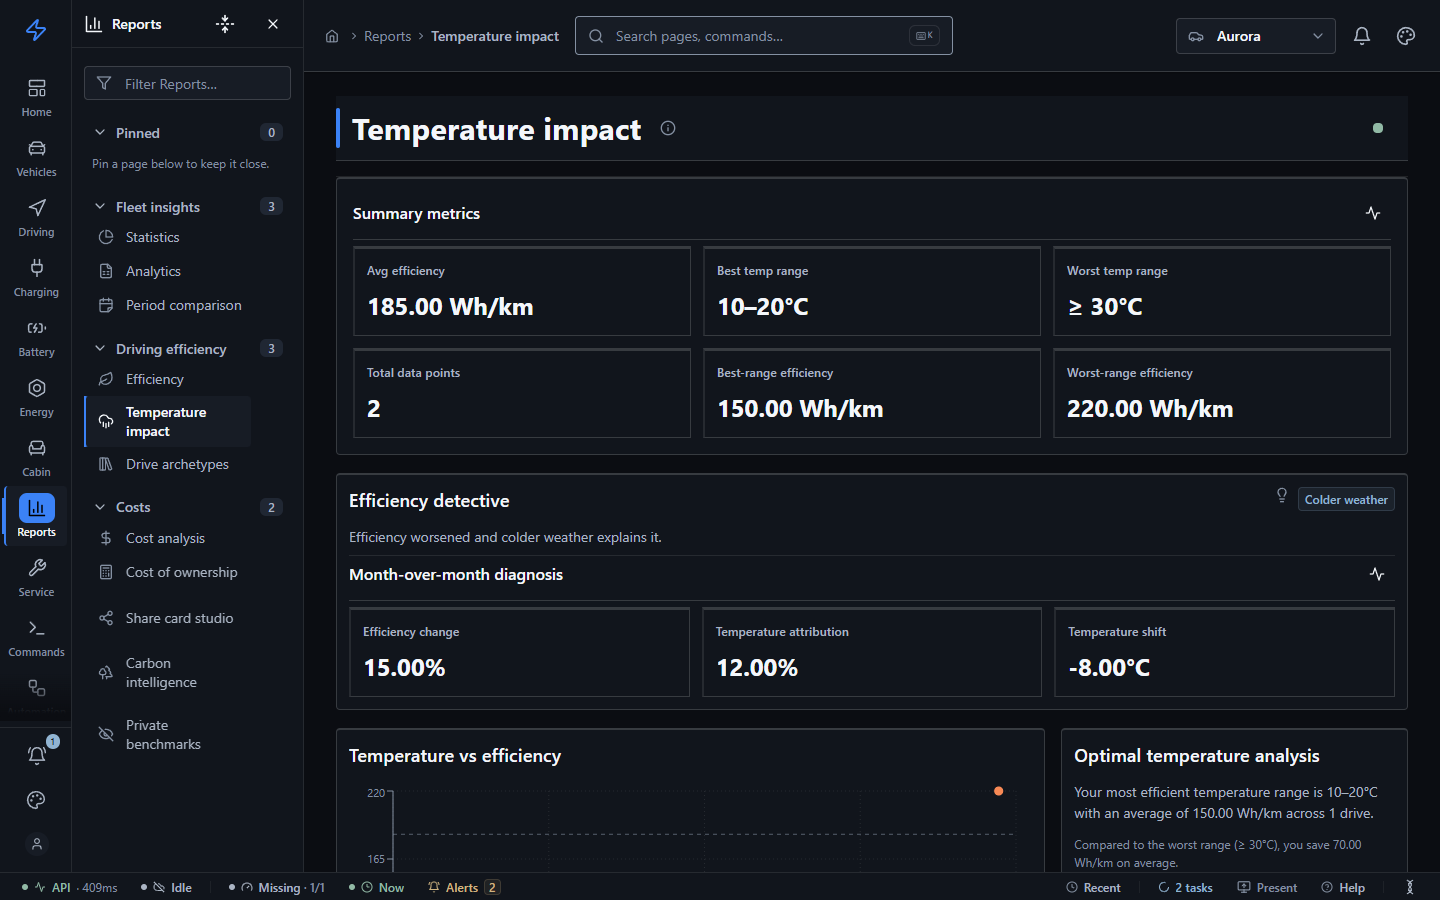 Reports
Reports
Temperature impact
Search pages, commands...
K
Aurora
Home
Vehicles
Driving
Charging
Battery
Energy
Cabin
Reports
Service
Commands
1
Filter Reports...
Pinned
0
Pin a page below to keep it close.
Fleet insights
3
Statistics
Analytics
Period comparison
Driving efficiency
3
Efficiency
Temperature
impact
Drive archetypes
Costs
2
Cost analysis
Cost of ownership
Share card studio
Carbon
intelligence
Private
benchmarks
Temperature impact
Summary metrics
Avg efficiency
185.00 Wh/km
Best temp range
10–20°C
Worst temp range
≥ 30°C
Total data points
2
Best-range efficiency
150.00 Wh/km
Worst-range efficiency
220.00 Wh/km
Efficiency detective
Colder weather
Efficiency worsened and colder weather explains it.
Month-over-month diagnosis
Efficiency change
15.00%
Temperature attribution
12.00%
Temperature shift
-8.00°C
Temperature vs efficiency
220
165
Optimal temperature analysis
Your most efficient temperature range is 10–20°C
with an average of 150.00 Wh/km across 1 drive.
Compared to the worst range (≥ 30°C), you save 70.00
Wh/km on average.
API · 409ms
Idle
Missing · 1/1
Now
Alerts 2
Recent
2 tasks
Present
Help